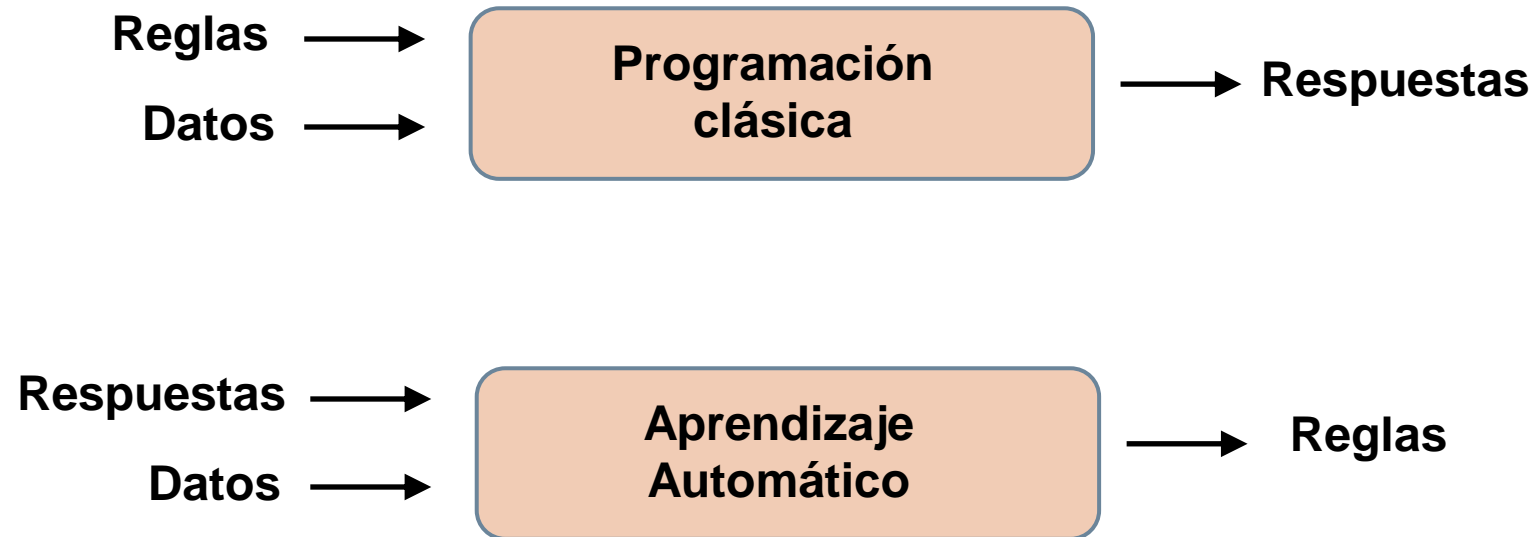 Reglas
Datos
Programación
clásica
Respuestas
Respuestas
Datos
Aprendizaje
Automático
Reglas